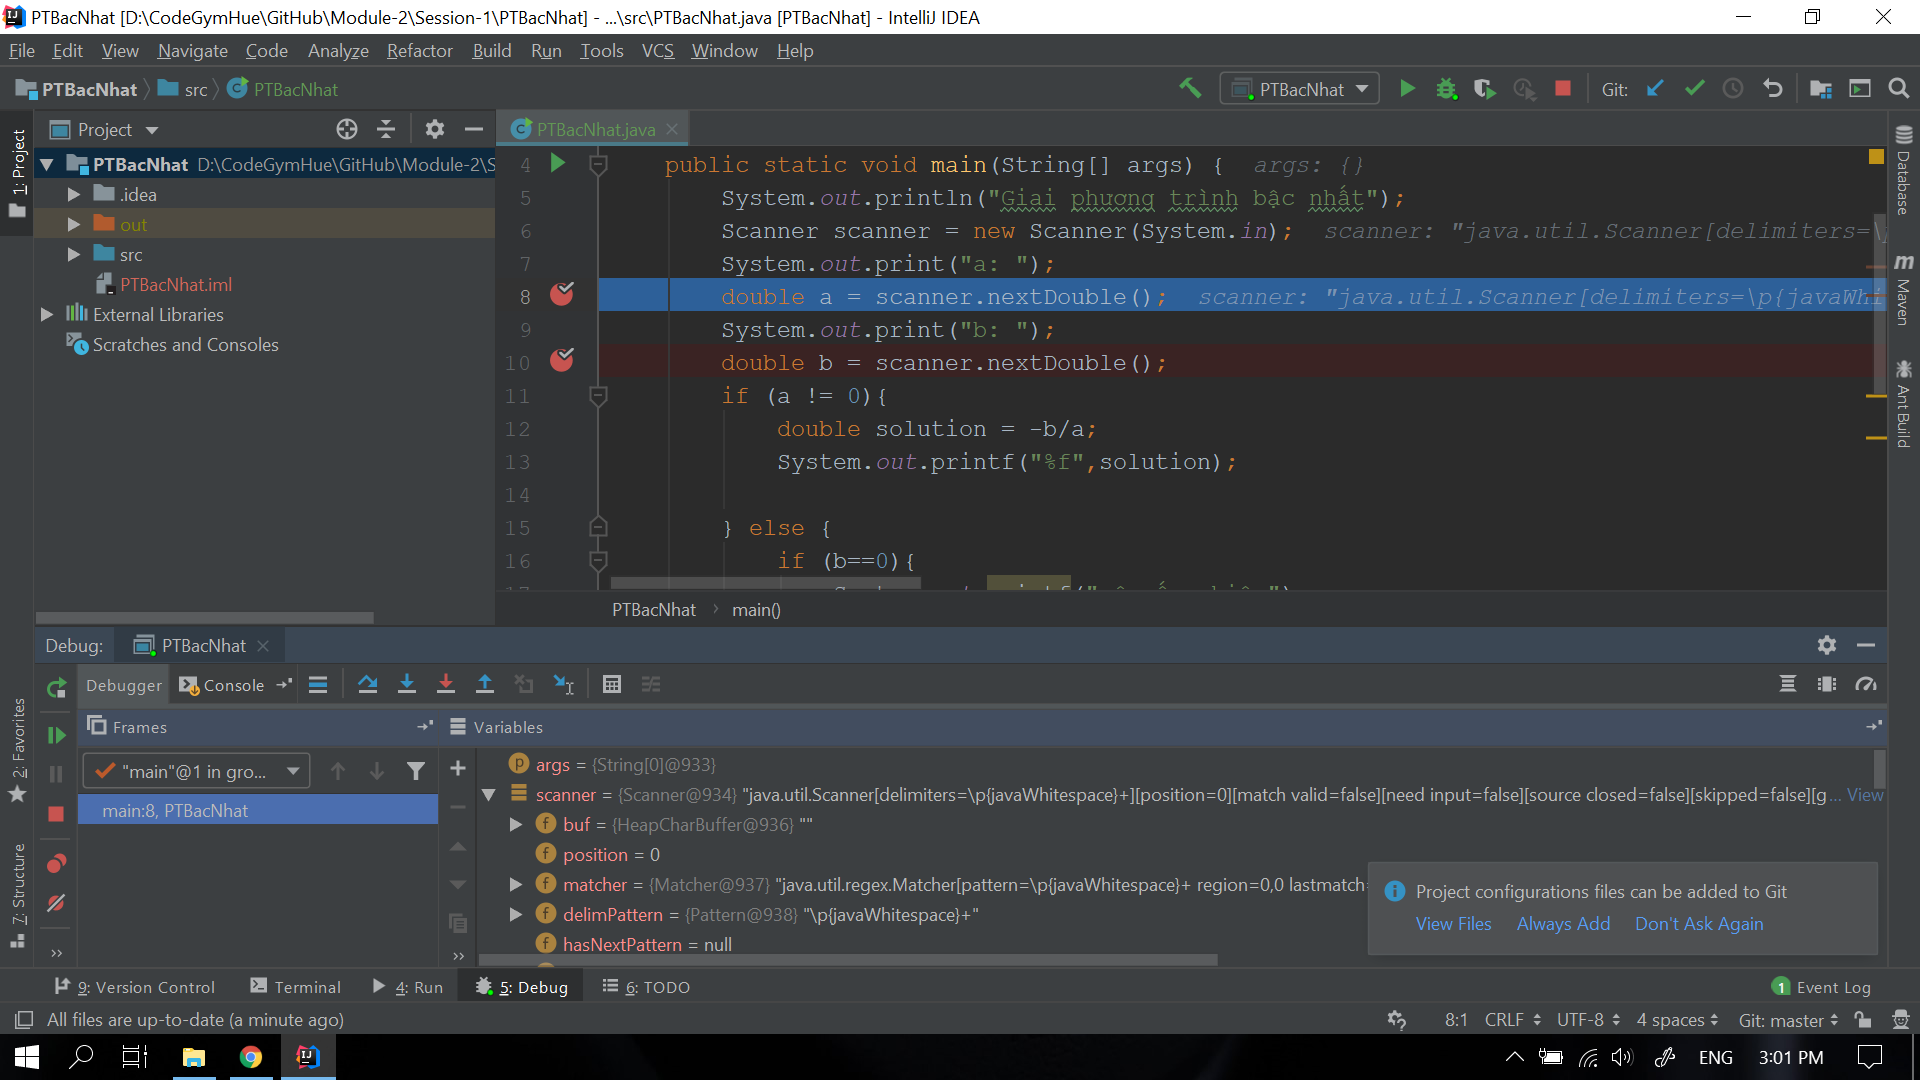 PTBacNhat [D:\CodeGymHue\GitHub\Module-2\Session-1\PTBacNhat] - ...\src\PTBacNhat.java [PTBacNhat] - IntelliJ IDEA
File Edit View Navigate Code Analyze Refactor Build Run Tools VCS Window Help
PTBacNhat src PTBacNhat
PTBacNhat
Git:
1: Project
Project
PTBacNhat D:\CodeGymHue\GitHub\Module-2\S
.idea
out
src
PTBacNhat.iml
External Libraries
Scratches and Consoles
PTBacNhat.java
4 public static void main(String[] args) { args: {}
5 System.out.println("Giai phương trình bậc nhất");
6 Scanner scanner = new Scanner(System.in); scanner: "java.util.Scanner[delimiters=\p
7 System.out.print("a: ");
8 double a = scanner.nextDouble(); scanner: "java.util.Scanner[delimiters=\p{javaWhi
9 System.out.print("b: ");
10 double b = scanner.nextDouble();
11 if (a != 0){
12 double solution = -b/a;
13 System.out.printf("%f",solution);
14
15 } else {
16 if (b==0){
PTBacNhat main()
Database
Maven
Ant Build
Debug: PTBacNhat
Debugger Console
Frames
Variables
"main"@1 in gro...
main:8, PTBacNhat
args = {String[0]@933}
scanner = {Scanner@934} "java.util.Scanner[delimiters=\p{javaWhitespace}+][position=0][match valid=false][need input=false][source closed=false][skipped=false][g... View
buf = {HeapCharBuffer@936} ""
position = 0
matcher = {Matcher@937} "java.util.regex.Matcher[pattern=\p{javaWhitespace}+ region=0,0 lastmatch=
delimPattern = {Pattern@938} "\p{javaWhitespace}+"
hasNextPattern = null
Project configurations files can be added to Git
View Files Always Add Don't Ask Again
2: Favorites
7: Structure
9: Version Control Terminal 4: Run 5: Debug 6: TODO
1 Event Log
All files are up-to-date (a minute ago)
8:1 CRLF UTF-8 4 spaces Git: master
ENG 3:01 PM